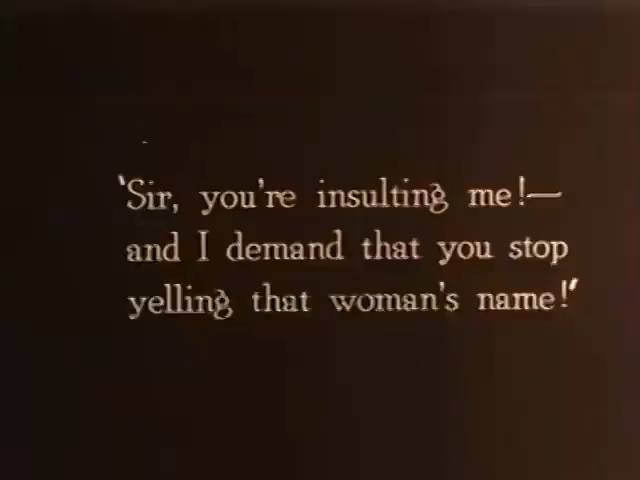 'Sir, you're insulting me!—
and I demand that you stop
yelling that woman's name!'